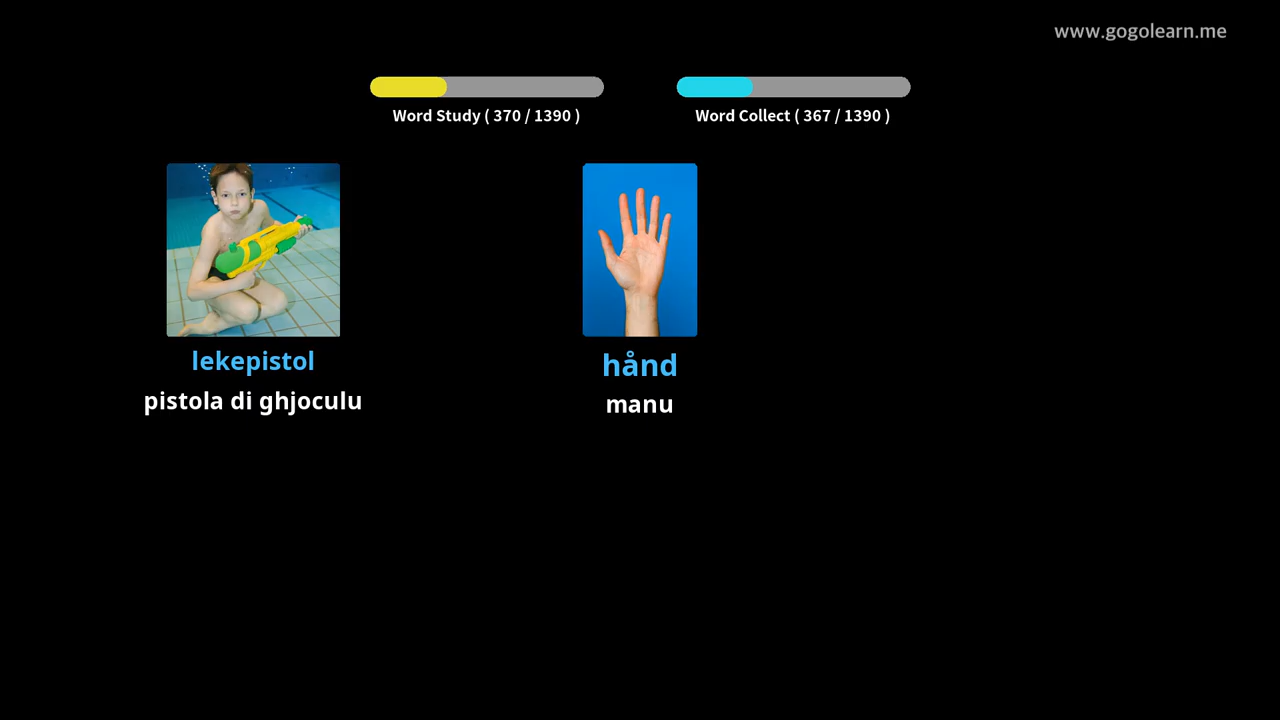 www.gogolearn.me
Word Study ( 370 / 1390 )
Word Collect ( 367 / 1390 )
lekepistol
pistola di ghjoculu
hånd
manu